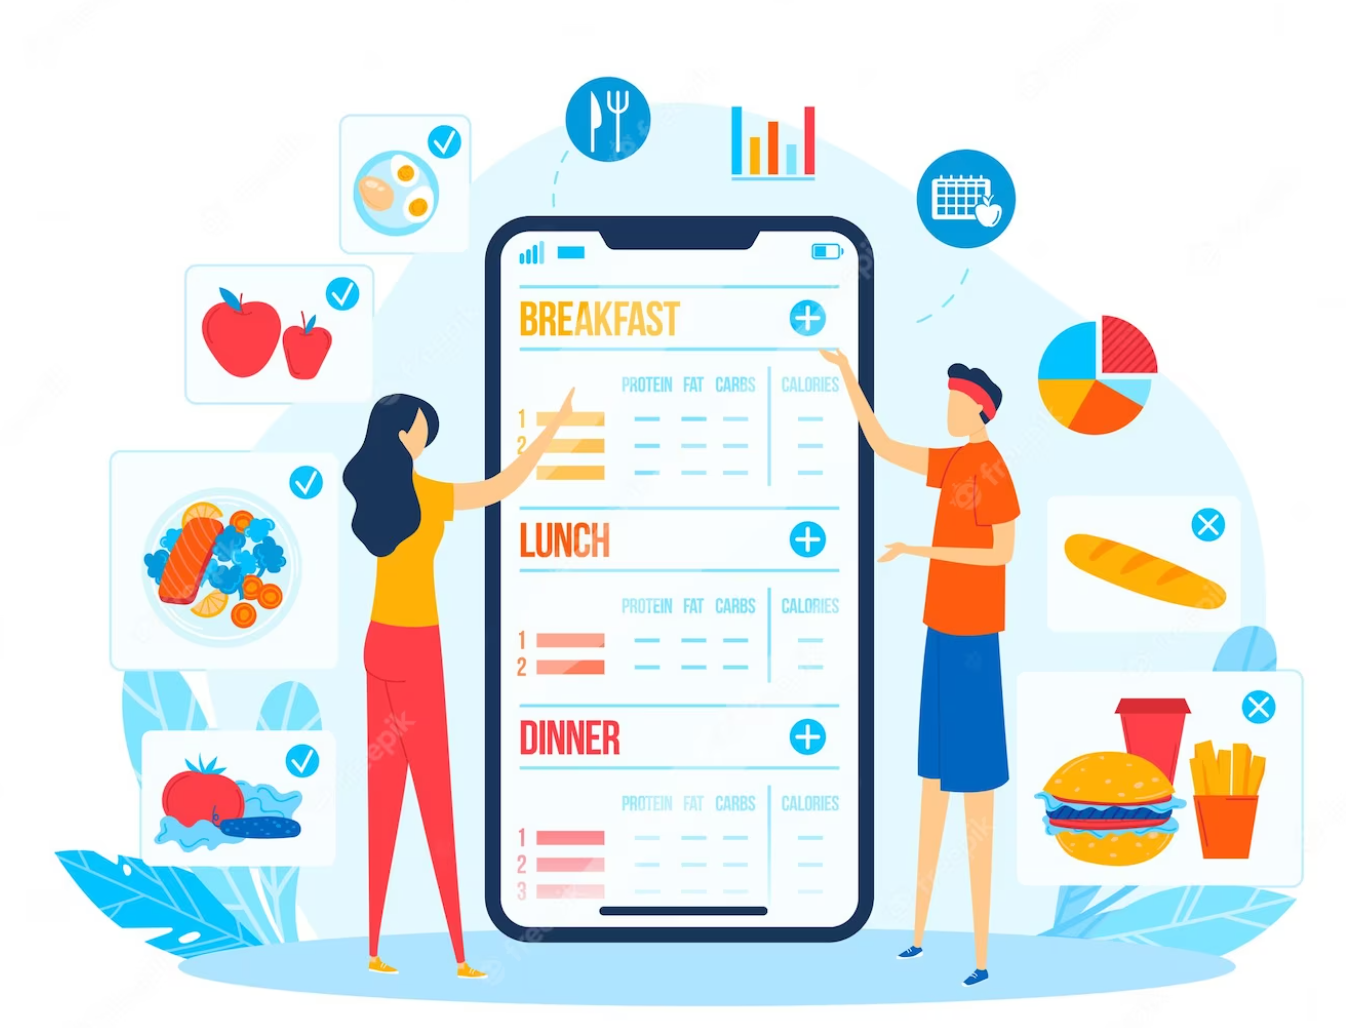 BREAKFAST
PROTEIN FAT CARBS CALORIES
1
2
LUNCH
PROTEIN FAT CARBS CALORIES
1
2
DINNER
PROTEIN FAT CARBS CALORIES
1
2
3
freepik